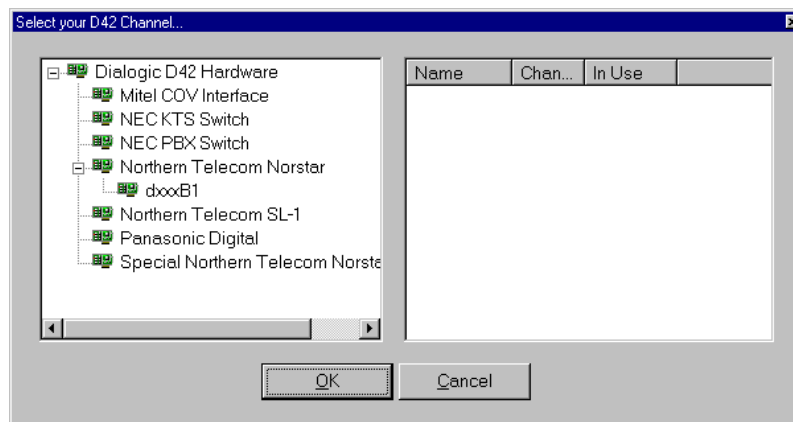 Select your D42 Channel...
Dialogic D42 Hardware
Mitel COV Interface
NEC KTS Switch
NEC PBX Switch
Northern Telecom Norstar
dxxxB1
Northern Telecom SL-1
Panasonic Digital
Special Northern Telecom Norsta
Name Chan... In Use
OK Cancel